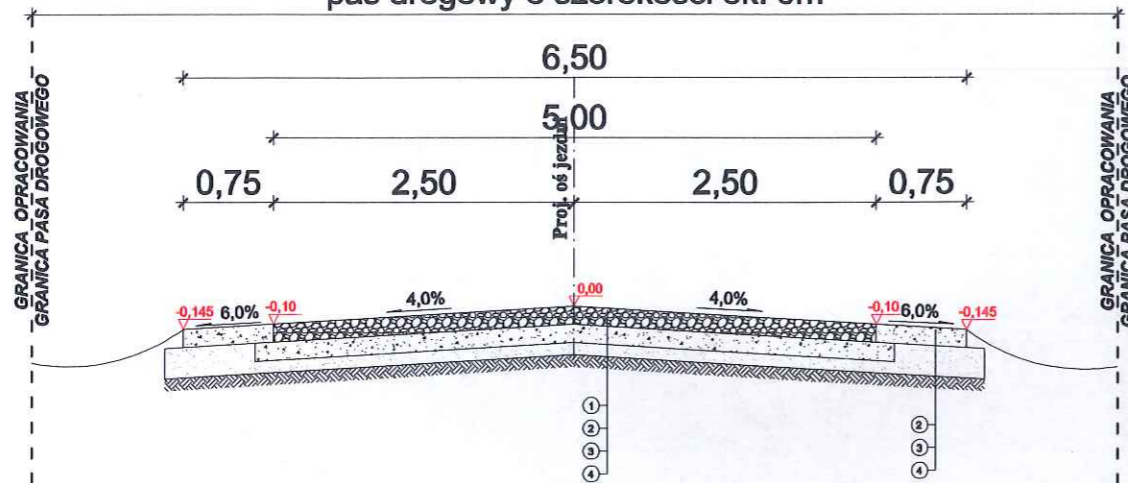 6,50
5,00
0,75 2,50 2,50 0,75
GRANICA OPRACOWANIA
GRANICA PASA DROGOWEGO
Proj. oś jezdni
GRANICA OPRACOWANIA
GRANICA PASA DROGOWEGO
-0,145 6,0% -0,10 4,0% 0,00 4,0% -0,10 6,0% -0,145
1
2
3
4
2
3
4